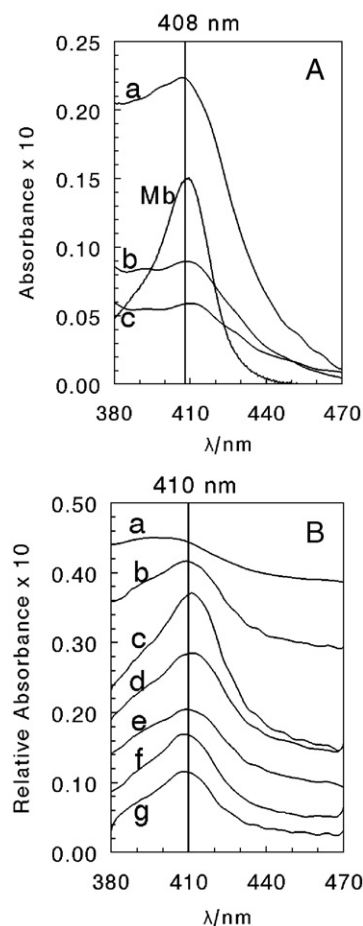 408 nm
0.25
A
a
0.20
0.15
Mb
0.10
b
0.05
c
0.00
380 410 440 470
Absorbance x 10
λ/nm
410 nm
0.50
B
a
0.40
b
0.30
c
d
0.20
e
0.10
f
g
0.00
380 410 440 470
Relative Absorbance x 10
λ/nm